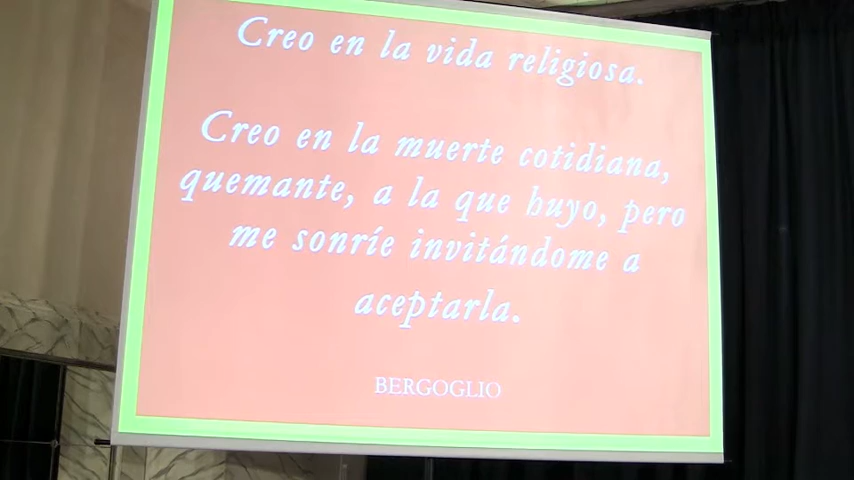 Creo en la vida religiosa.
Creo en la muerte cotidiana,
quemante, a la que huyo, pero
me sonríe invitándome a
aceptarla.
BERGOGLIO